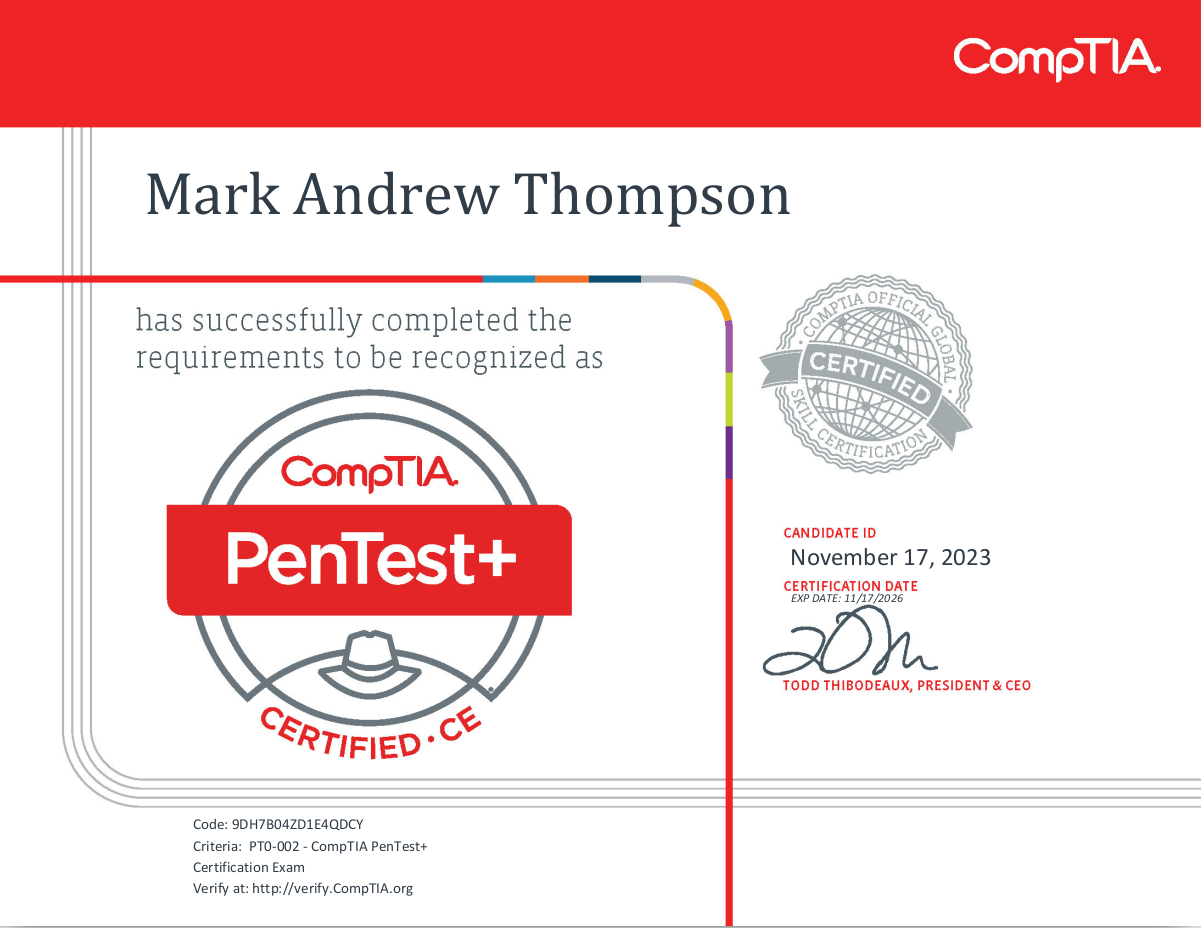 CompTIA.
Mark Andrew Thompson
has successfully completed the
requirements to be recognized as
CompTIA.
PenTest+
CERTIFIED · CE
COMPTIA OFFICIAL GLOBAL
CERTIFIED
SKILL CERTIFICATION
CANDIDATE ID
November 17, 2023
CERTIFICATION DATE
EXP DATE: 11/17/2026
TODD THIBODEAUX, PRESIDENT & CEO
Code: 9DH7B04ZD1E4QDCY
Criteria: PT0-002 - CompTIA PenTest+
Certification Exam
Verify at: http://verify.CompTIA.org